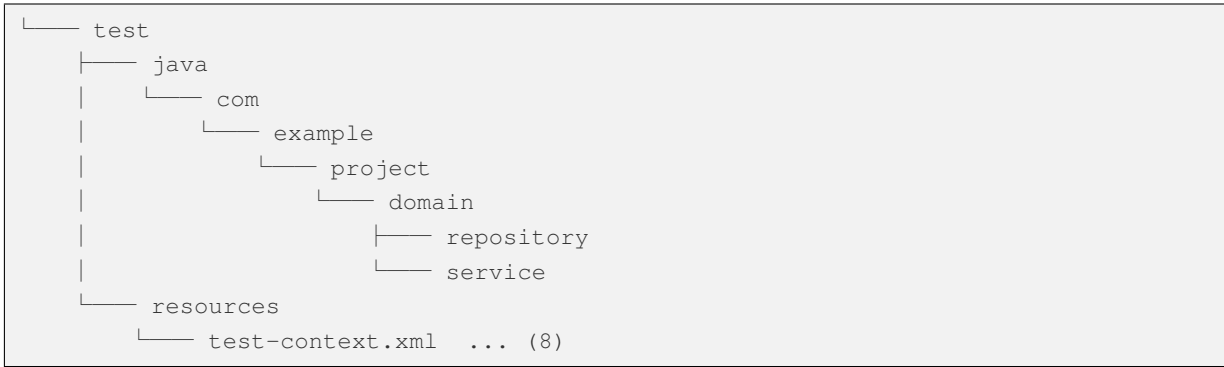 └── test
    ├── java
    │   └── com
    │       └── example
    │           └── project
    │               └── domain
    │                   ├── repository
    │                   └── service
    └── resources
        └── test-context.xml  ... (8)